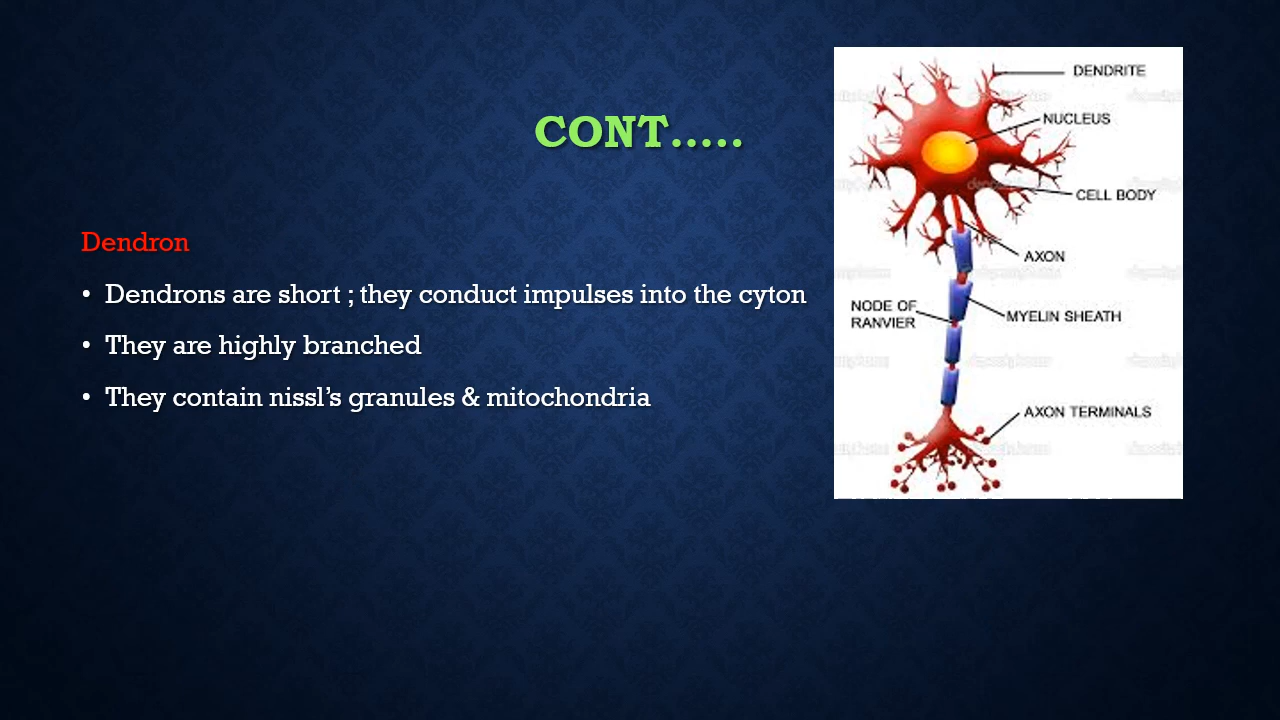 CONT.....
Dendron
• Dendrons are short ; they conduct impulses into the cyton
• They are highly branched
• They contain nissl’s granules & mitochondria
DENDRITE
NUCLEUS
CELL BODY
AXON
NODE OF
RANVIER
MYELIN SHEATH
AXON TERMINALS